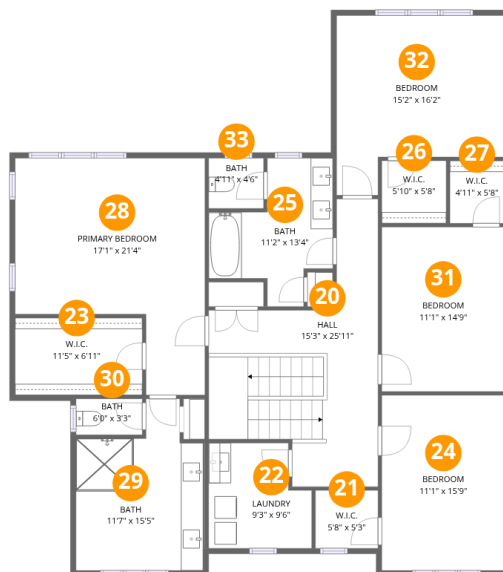 32
BEDROOM
15'2" x 16'2"
33
BATH
4'11" x 4'6"
26
W.I.C.
5'10" x 5'8"
27
W.I.C.
4'11" x 5'8"
28
PRIMARY BEDROOM
17'1" x 21'4"
25
BATH
11'2" x 13'4"
31
BEDROOM
11'1" x 14'9"
20
HALL
15'3" x 25'11"
23
W.I.C.
11'5" x 6'11"
30
BATH
6'0" x 3'3"
24
BEDROOM
11'1" x 15'9"
29
BATH
11'7" x 15'5"
22
LAUNDRY
9'3" x 9'6"
21
W.I.C.
5'8" x 5'3"